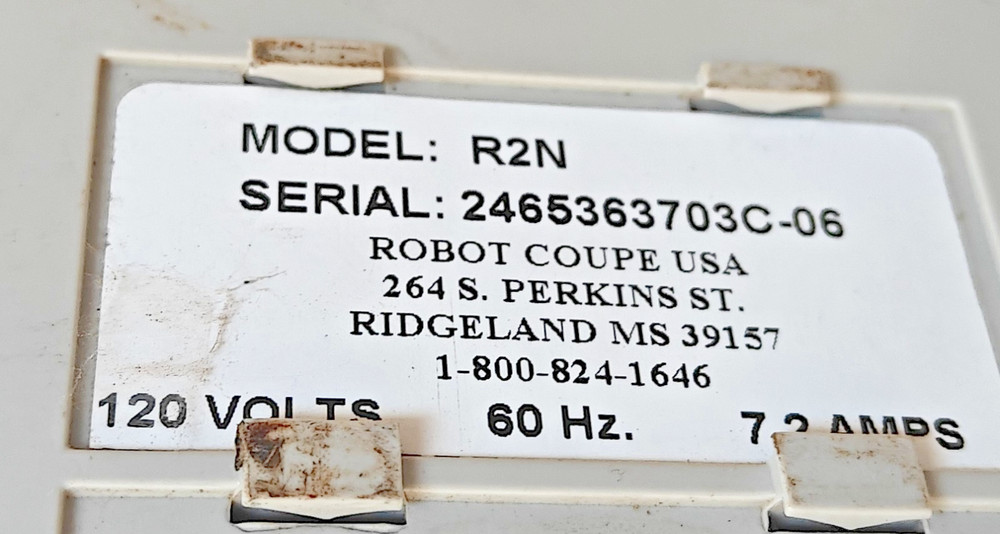 MODEL: R2N
SERIAL: 2465363703C-06
ROBOT COUPE USA
264 S. PERKINS ST.
RIDGELAND MS 39157
1-800-824-1646
120 VOLTS 60 Hz. 7.2 AMPS